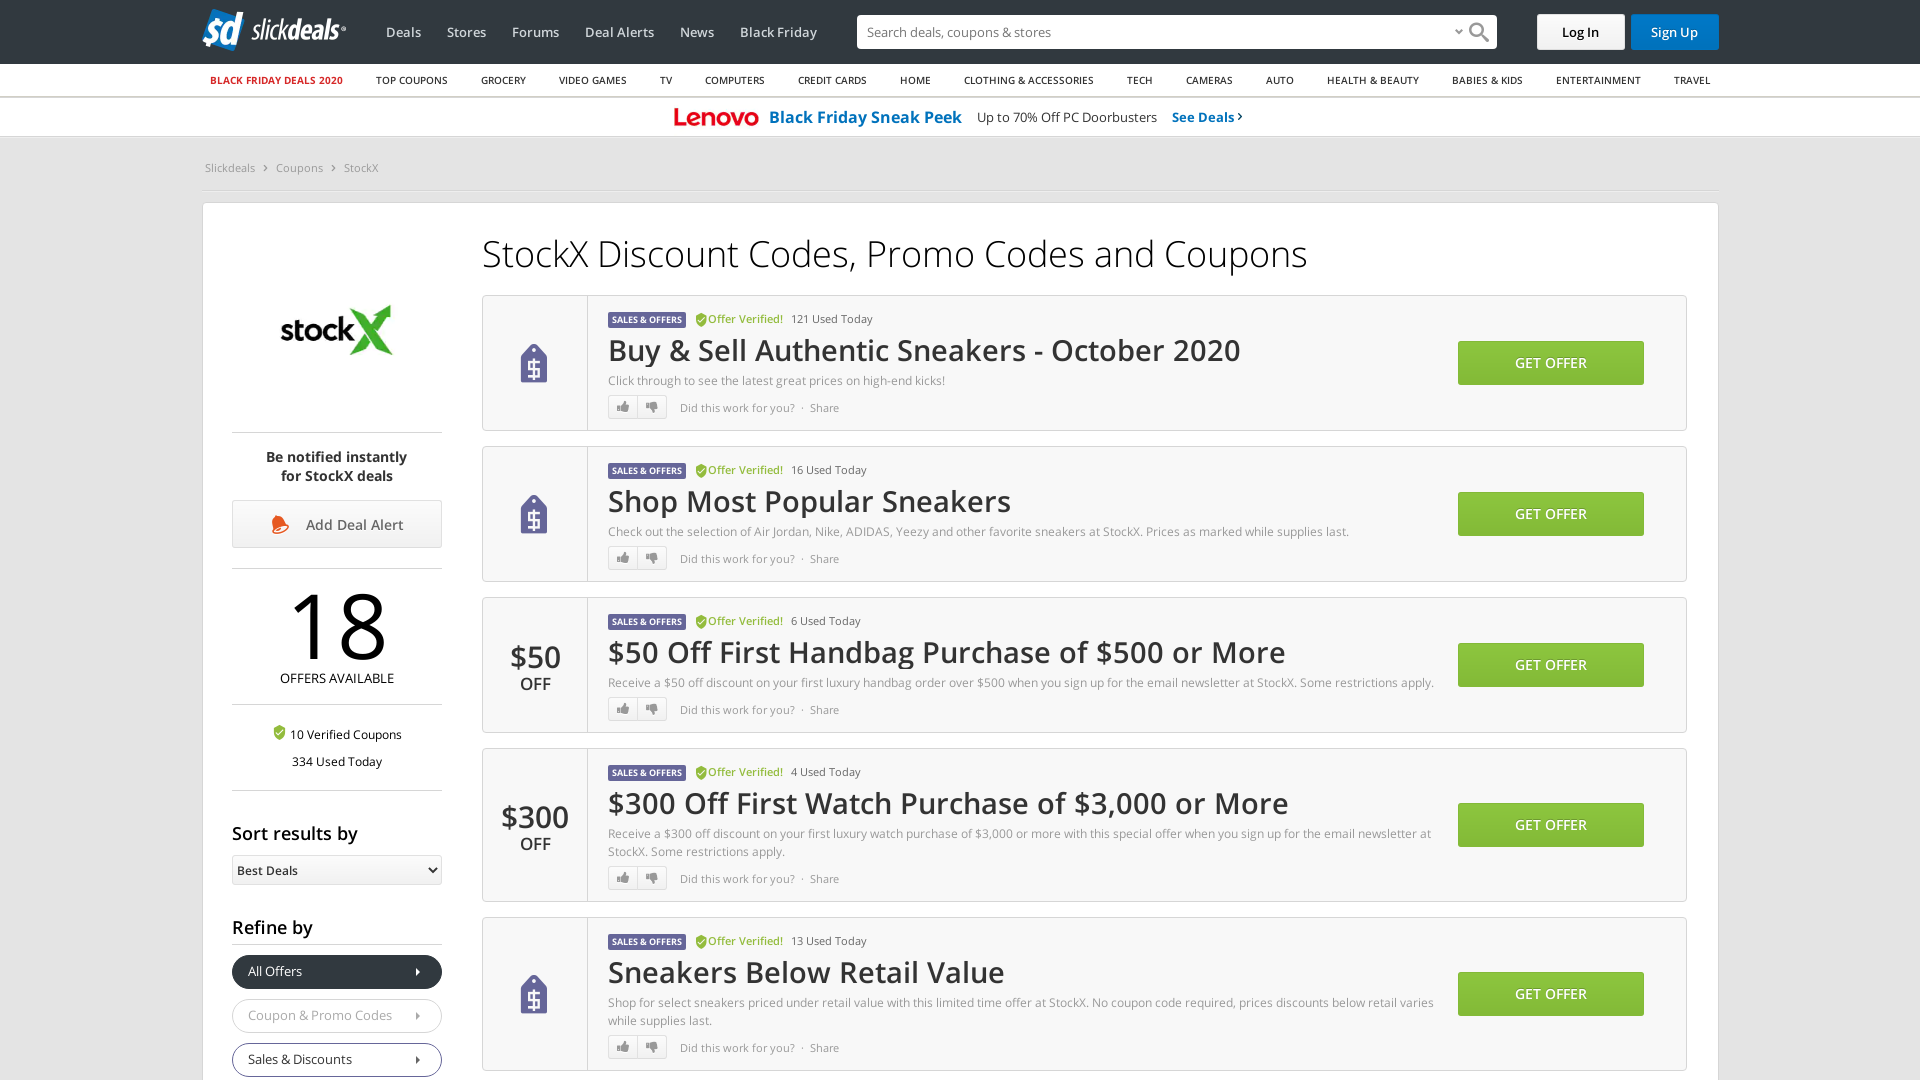 sd slickdeals
Deals Stores Forums Deal Alerts News Black Friday
Search deals, coupons & stores
Log In
Sign Up
BLACK FRIDAY DEALS 2020 TOP COUPONS GROCERY VIDEO GAMES TV COMPUTERS CREDIT CARDS HOME CLOTHING & ACCESSORIES TECH CAMERAS AUTO HEALTH & BEAUTY BABIES & KIDS ENTERTAINMENT TRAVEL
Lenovo Black Friday Sneak Peek Up to 70% Off PC Doorbusters See Deals
Slickdeals > Coupons > StockX
stockX
Be notified instantly
for StockX deals
Add Deal Alert
18
OFFERS AVAILABLE
10 Verified Coupons
334 Used Today
Sort results by
Best Deals
Refine by
All Offers
Coupon & Promo Codes
Sales & Discounts
StockX Discount Codes, Promo Codes and Coupons
SALES & OFFERS Offer Verified! 121 Used Today
Buy & Sell Authentic Sneakers - October 2020
Click through to see the latest great prices on high-end kicks!
Did this work for you? · Share
GET OFFER
SALES & OFFERS Offer Verified! 16 Used Today
Shop Most Popular Sneakers
Check out the selection of Air Jordan, Nike, ADIDAS, Yeezy and other favorite sneakers at StockX. Prices as marked while supplies last.
Did this work for you? · Share
GET OFFER
$50
OFF
SALES & OFFERS Offer Verified! 6 Used Today
$50 Off First Handbag Purchase of $500 or More
Receive a $50 off discount on your first luxury handbag order over $500 when you sign up for the email newsletter at StockX. Some restrictions apply.
Did this work for you? · Share
GET OFFER
$300
OFF
SALES & OFFERS Offer Verified! 4 Used Today
$300 Off First Watch Purchase of $3,000 or More
Receive a $300 off discount on your first luxury watch purchase of $3,000 or more with this special offer when you sign up for the email newsletter at
StockX. Some restrictions apply.
Did this work for you? · Share
GET OFFER
SALES & OFFERS Offer Verified! 13 Used Today
Sneakers Below Retail Value
Shop for select sneakers priced under retail value with this limited time offer at StockX. No coupon code required, prices discounts below retail varies
while supplies last.
Did this work for you? · Share
GET OFFER